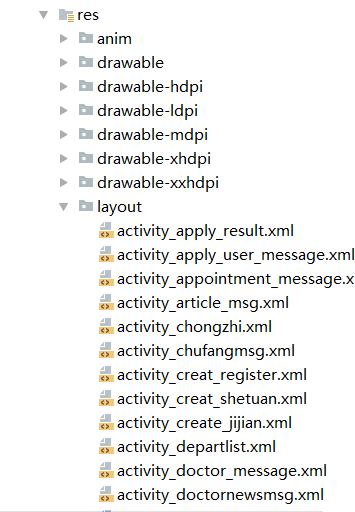 res
anim
drawable
drawable-hdpi
drawable-ldpi
drawable-mdpi
drawable-xhdpi
drawable-xxhdpi
layout
activity_apply_result.xml
activity_apply_user_message.xml
activity_appointment_message.x
activity_article_msg.xml
activity_chongzhi.xml
activity_chufangmsg.xml
activity_creat_register.xml
activity_creat_shetuan.xml
activity_create_jijian.xml
activity_departlist.xml
activity_doctor_message.xml
activity_doctornewsmsg.xml